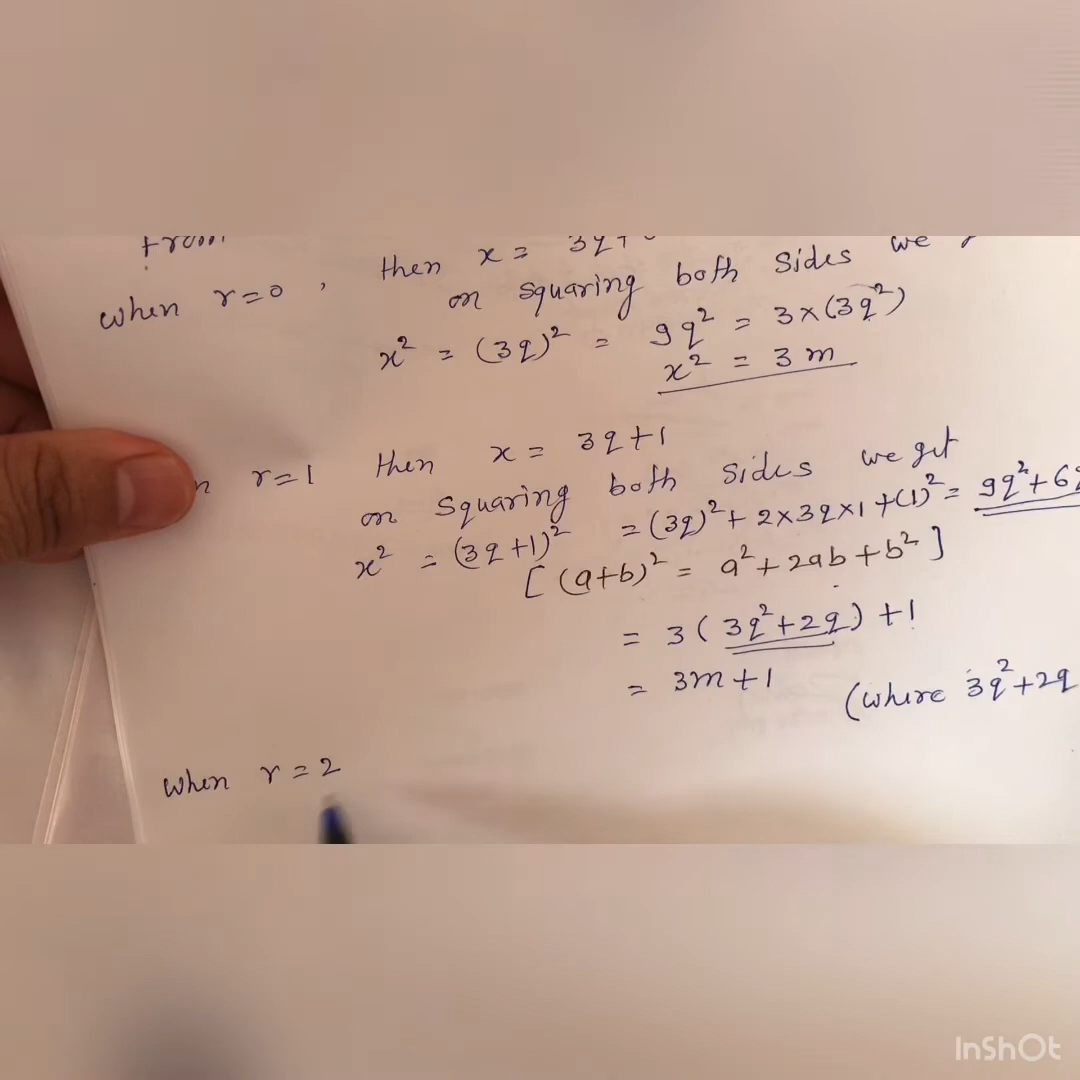 when r=0 , then x =
on squaring both sides we
x² = (3q)² = 9q² = 3×(3q²)
x² = 3m
r=1 then x = 3q+1
on squaring both sides we get
x² = (3q+1)² = (3q)²+2×3q×1+(1)² = 9q²+6q
[(a+b)² = a²+2ab+b²]
= 3(3q²+2q)+1
= 3m+1 (where 3q²+2q
when r=2
InShOt